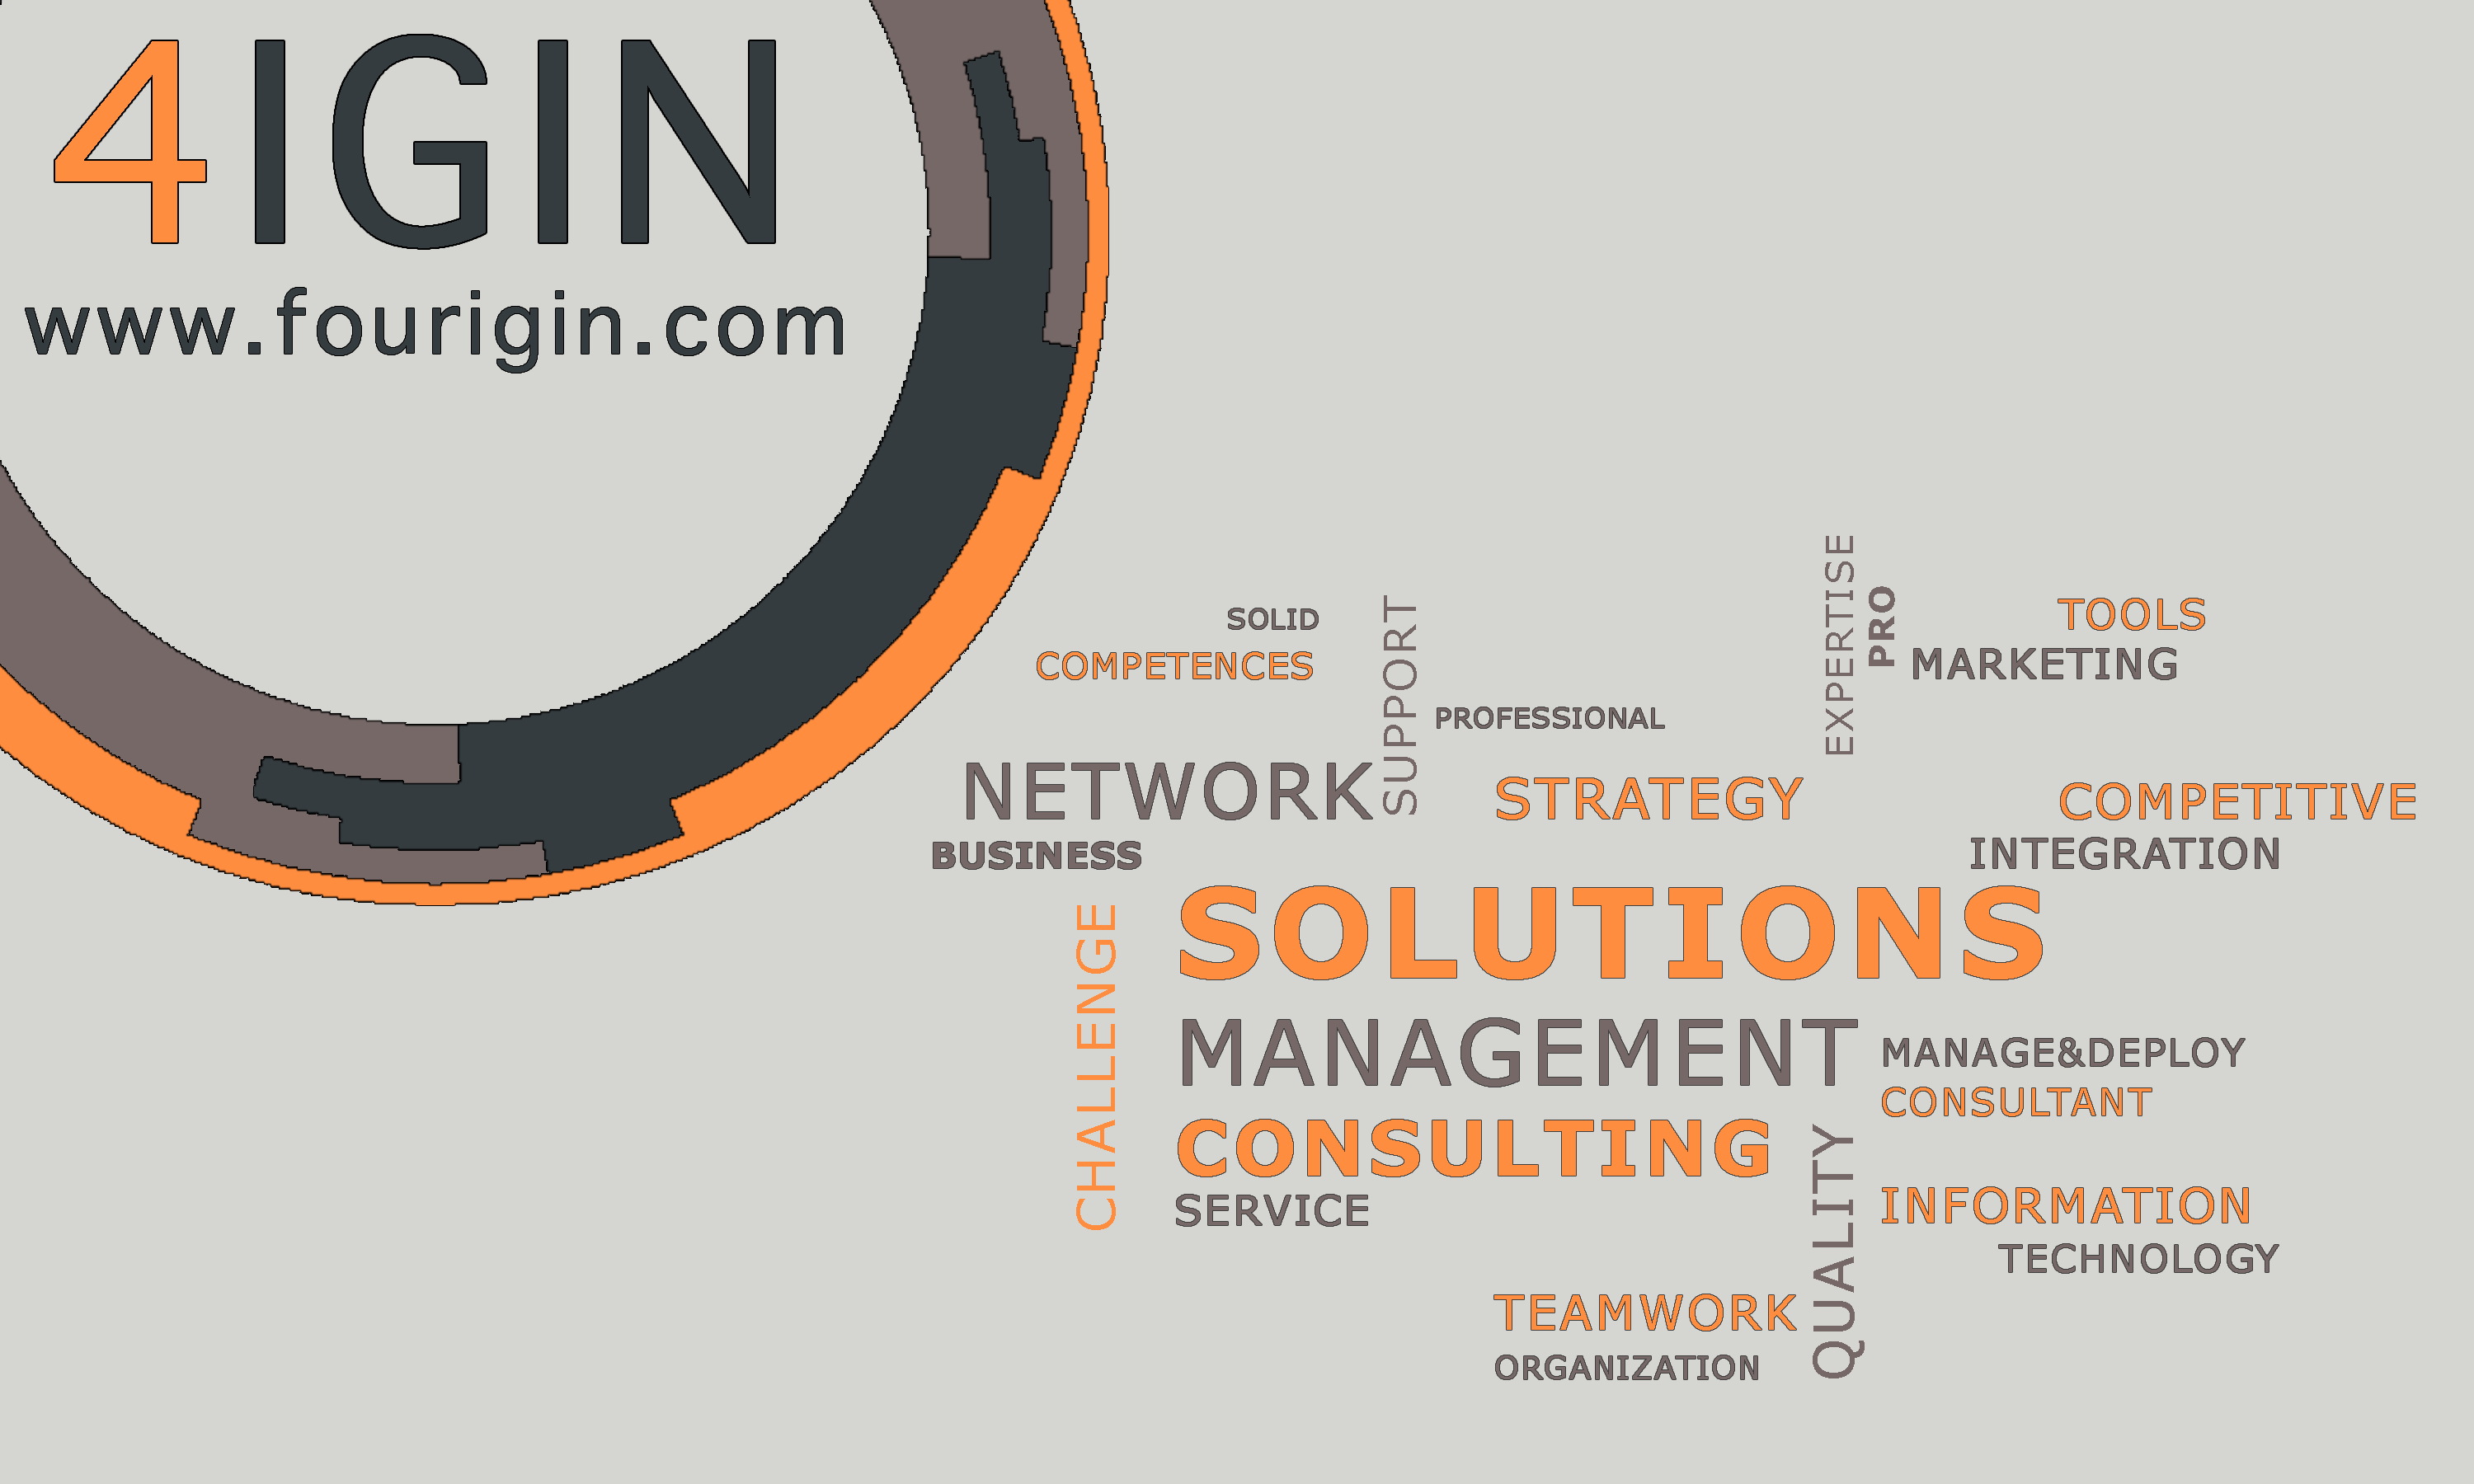 4IGIN
www.fourigin.com
EXPERTISE
PRO
TOOLS
SOLID
SUPPORT
COMPETENCES
MARKETING
PROFESSIONAL
NETWORK
STRATEGY
COMPETITIVE
BUSINESS
INTEGRATION
SOLUTIONS
CHALLENGE
MANAGEMENT
MANAGE&DEPLOY
CONSULTANT
CONSULTING
QUALITY
SERVICE
INFORMATION
TECHNOLOGY
TEAMWORK
ORGANIZATION